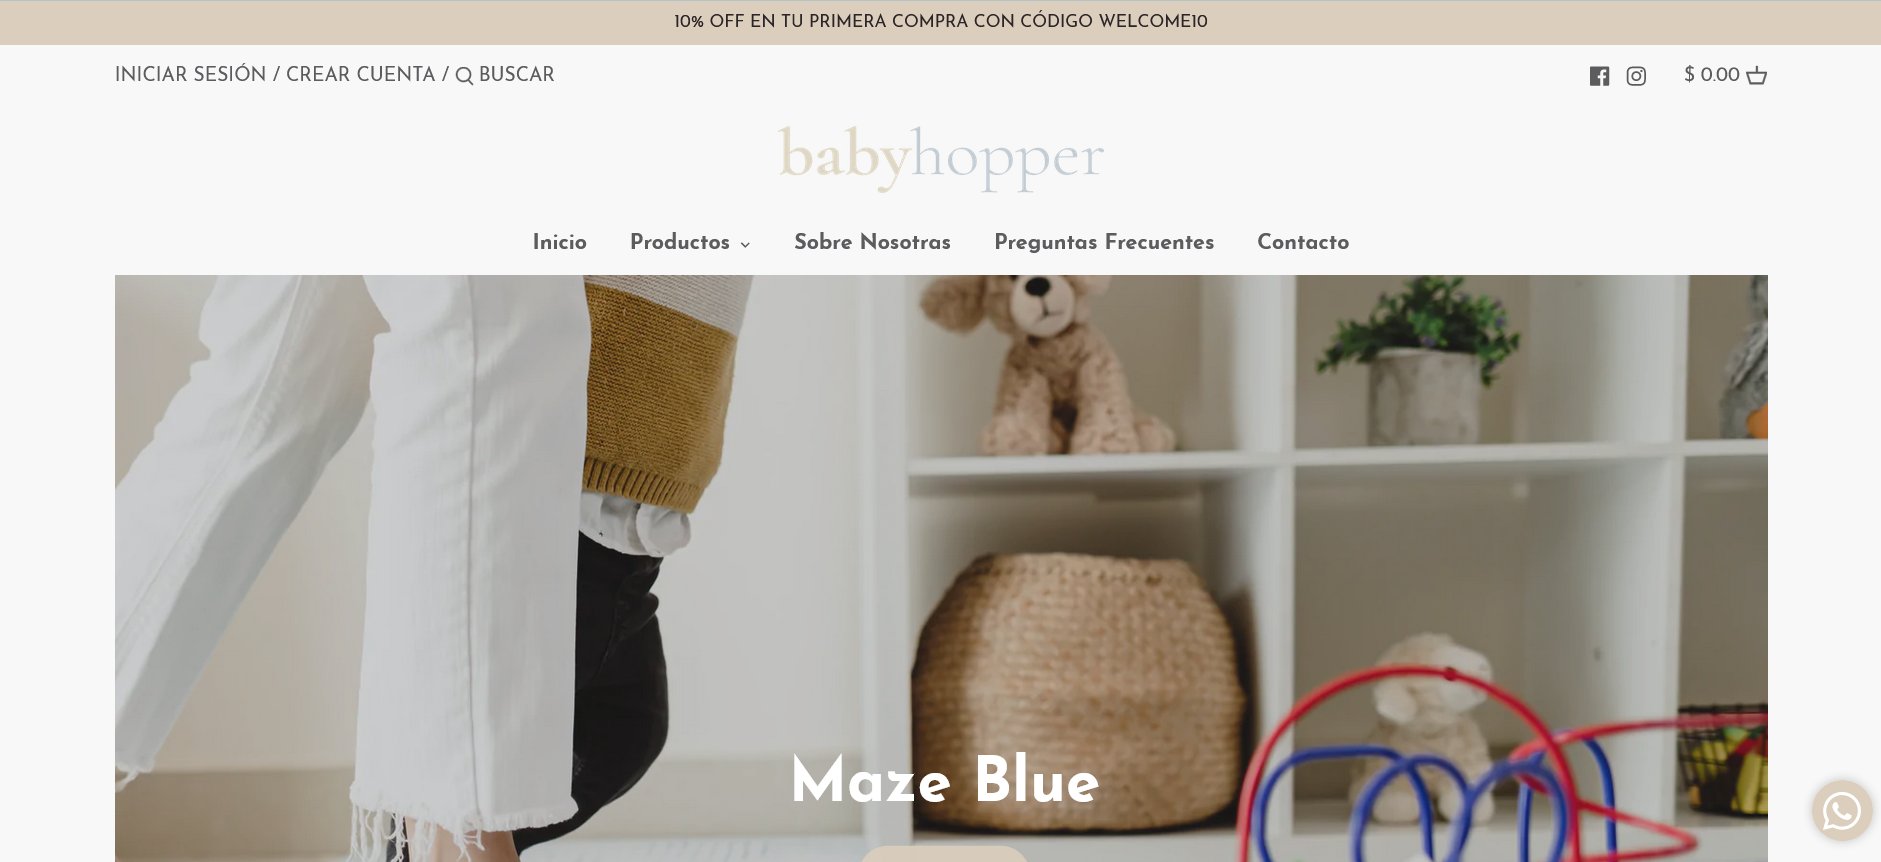 10% OFF EN TU PRIMERA COMPRA CON CÓDIGO WELCOME10
INICIAR SESIÓN / CREAR CUENTA / BUSCAR
$ 0.00
babyhopper
Inicio Productos Sobre Nosotras Preguntas Frecuentes Contacto
Maze Blue